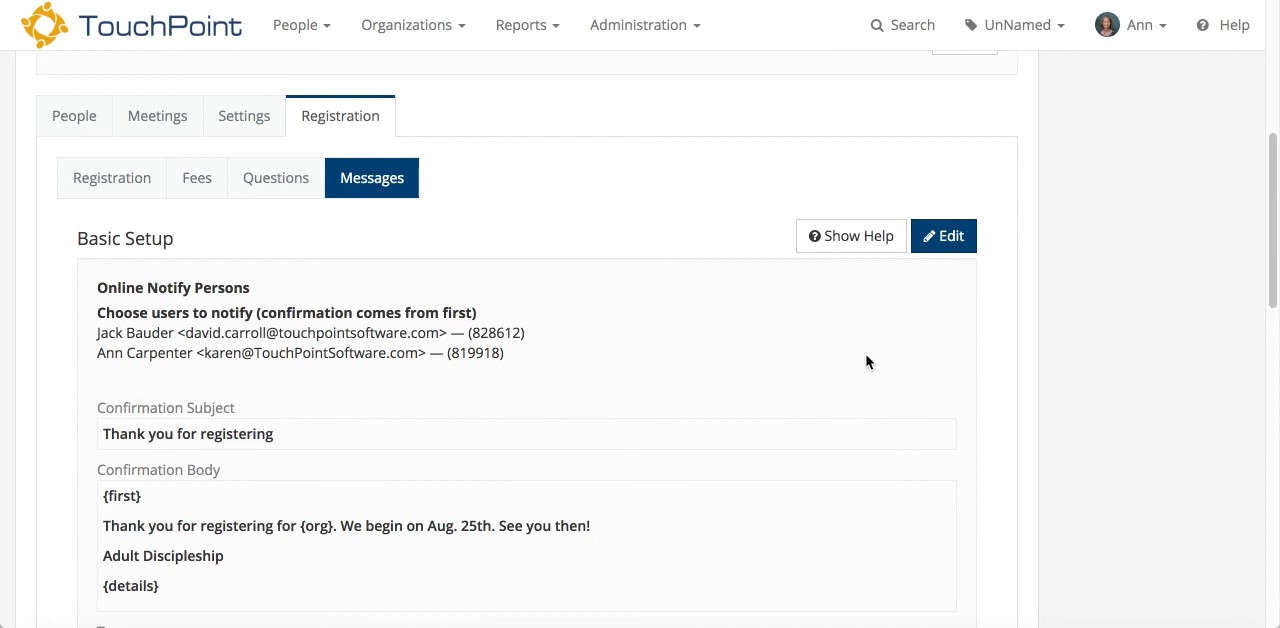 TouchPoint People Organizations Reports Administration Search UnNamed Ann Help
People Meetings Settings Registration
Registration Fees Questions Messages
Basic Setup Show Help Edit
Online Notify Persons
Choose users to notify (confirmation comes from first)
Jack Bauder <david.carroll@touchpointsoftware.com> — (828612)
Ann Carpenter <karen@TouchPointSoftware.com> — (819918)
Confirmation Subject
Thank you for registering
Confirmation Body
{first}
Thank you for registering for {org}. We begin on Aug. 25th. See you then!
Adult Discipleship
{details}